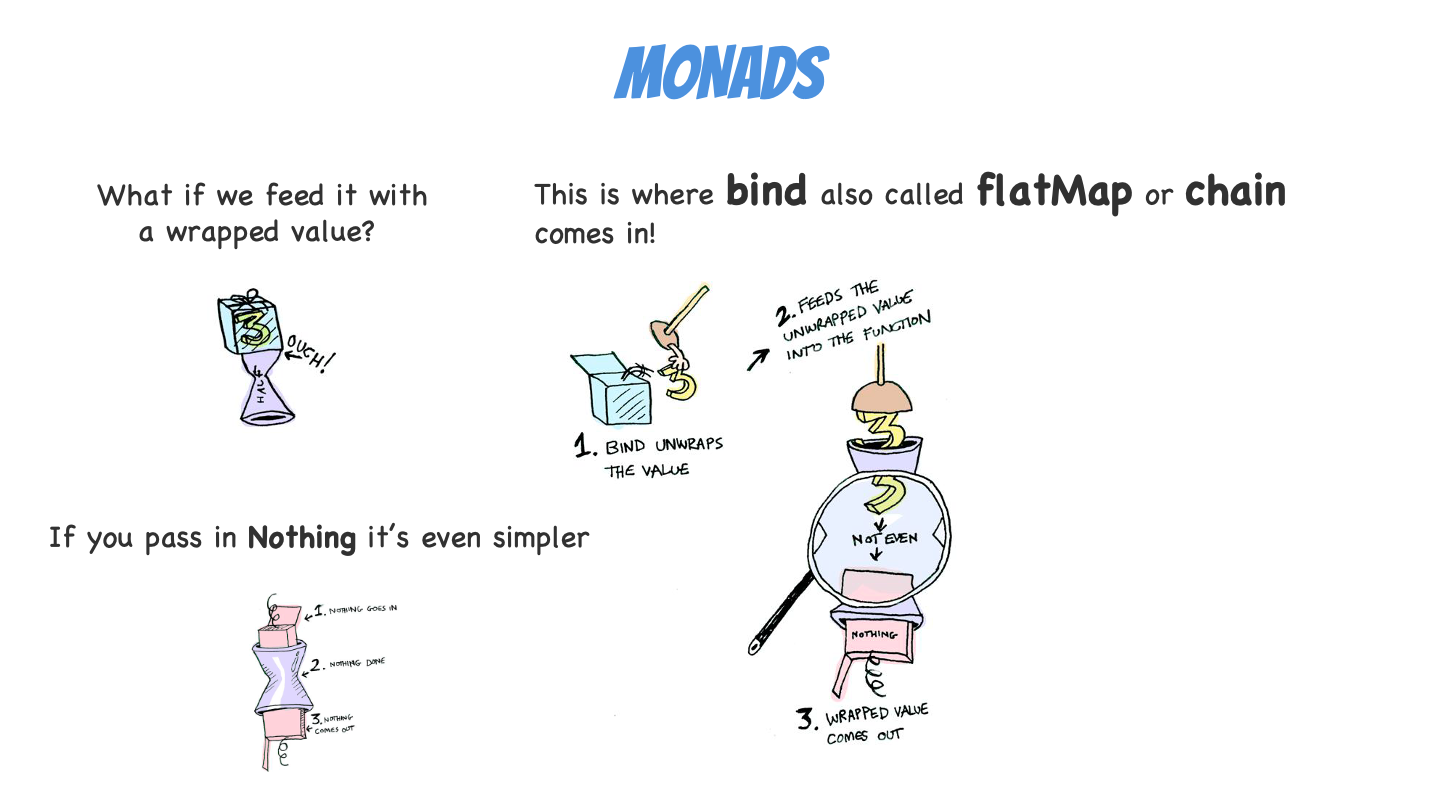 MONADS
What if we feed it with
a wrapped value?
This is where bind also called flatMap or chain
comes in!
3
OUCH!
HALF
3
1. BIND UNWRAPS
THE VALUE
2. FEEDS THE
UNWRAPPED VALUE
INTO THE FUNCTION
3
3
NOT EVEN
NOTHING
3. WRAPPED VALUE
COMES OUT
If you pass in Nothing it's even simpler
1. NOTHING GOES IN
2. NOTHING DONE
3. NOTHING
COMES OUT